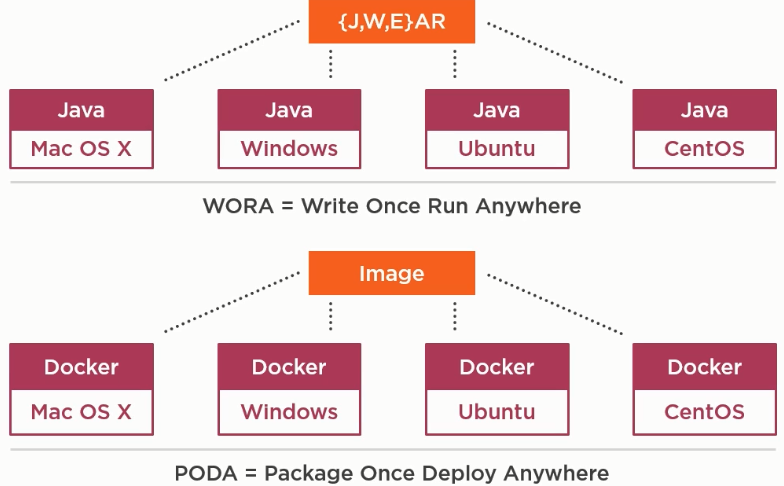 {J,W,E}AR
Java Java Java Java
Mac OS X Windows Ubuntu CentOS
WORA = Write Once Run Anywhere
Image
Docker Docker Docker Docker
Mac OS X Windows Ubuntu CentOS
PODA = Package Once Deploy Anywhere